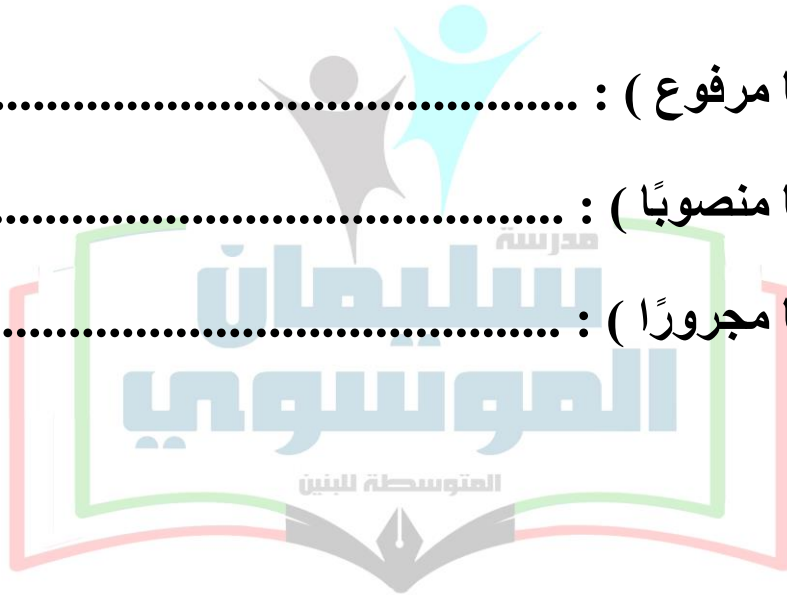 ا مرفوع ) : ............................................
ا منصوبًا ) : ...........................................
مدرسة
سليمان
ا مجرورًا ) : ...........................................
الموسوي
المتوسطة للبنين